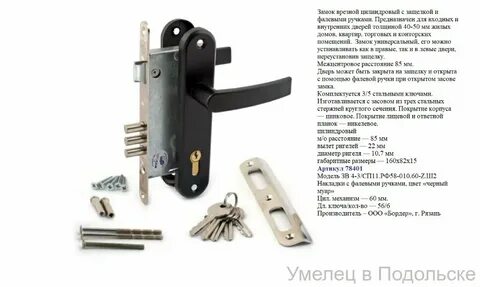 Замок врезной цилиндровый с защелкой и
фалевыми ручками. Предназначен для входных и
внутренних дверей толщиной 40-50 мм жилых
домов, квартир, торговых и конторских
помещений. Замок универсальный, его можно
устанавливать как в правые, так и в левые двери,
переустановив защелку.
Межцентровое расстояние 85 мм.
Дверь может быть закрыта на защелку и открыта
с помощью фалевой ручки при открытом засове
замка.
Комплектуется 3/5 стальными ключами.
Изготавливается с засовом из трех стальных
стержней круглого сечения. Покрытие корпуса
— цинковое. Покрытие лицевой и ответной
планок — никелевое,
цилиндровый
м/о расстояние — 85 мм
вылет ригелей — 22 мм
диаметр ригеля — 10,7 мм
габаритные размеры — 160x82x15
Артикул 78401
Модель ЗВ 4-3/СП11.РФ58-010.60-Z.Ш2
Накладки с фалевыми ручками, цвет «черный
муар»
Цил. механизм — 60 мм.
Дл. ключа/кол-во — 56/6
Производитель – ООО «Бордер», г. Рязань
Умелец в Подольске